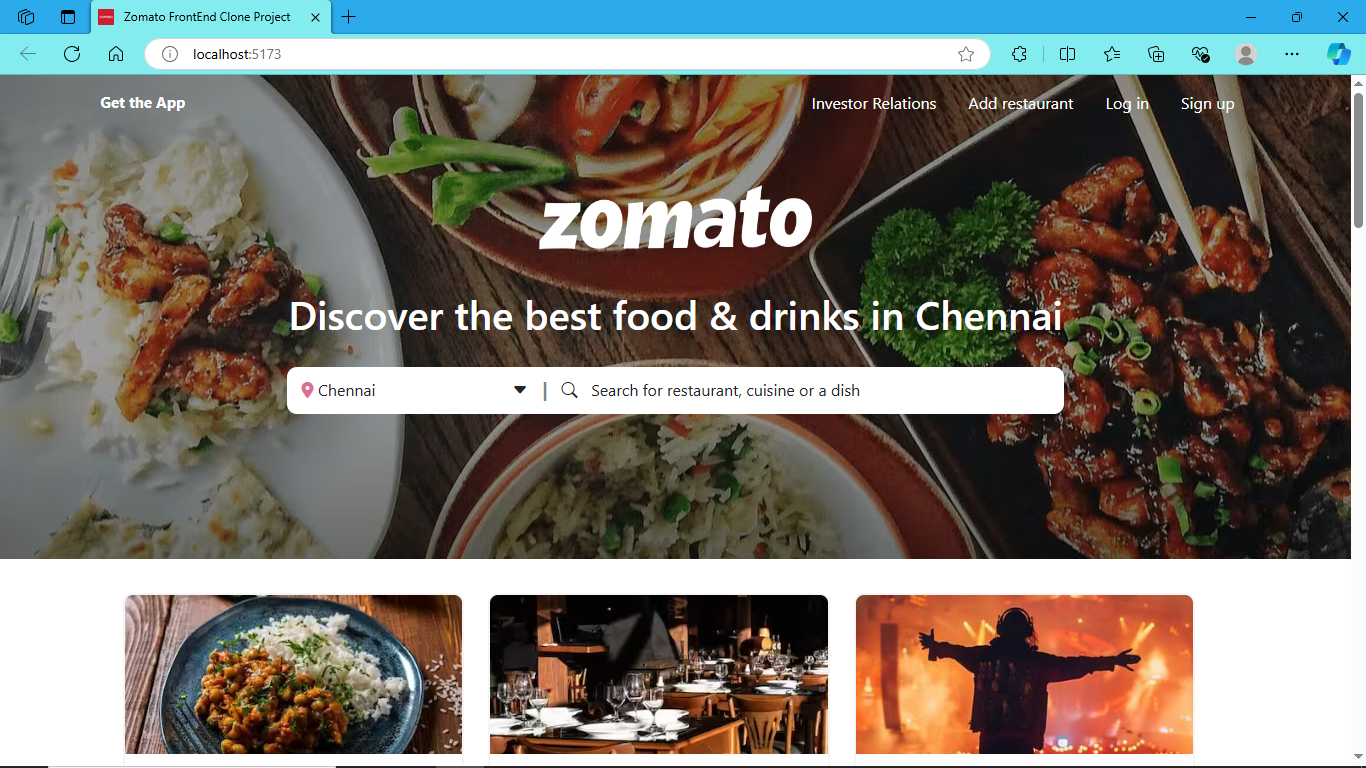 Zomato FrontEnd Clone Project
localhost:5173
Get the App Investor Relations Add restaurant Log in Sign up
zomato
Discover the best food & drinks in Chennai
Chennai | Search for restaurant, cuisine or a dish